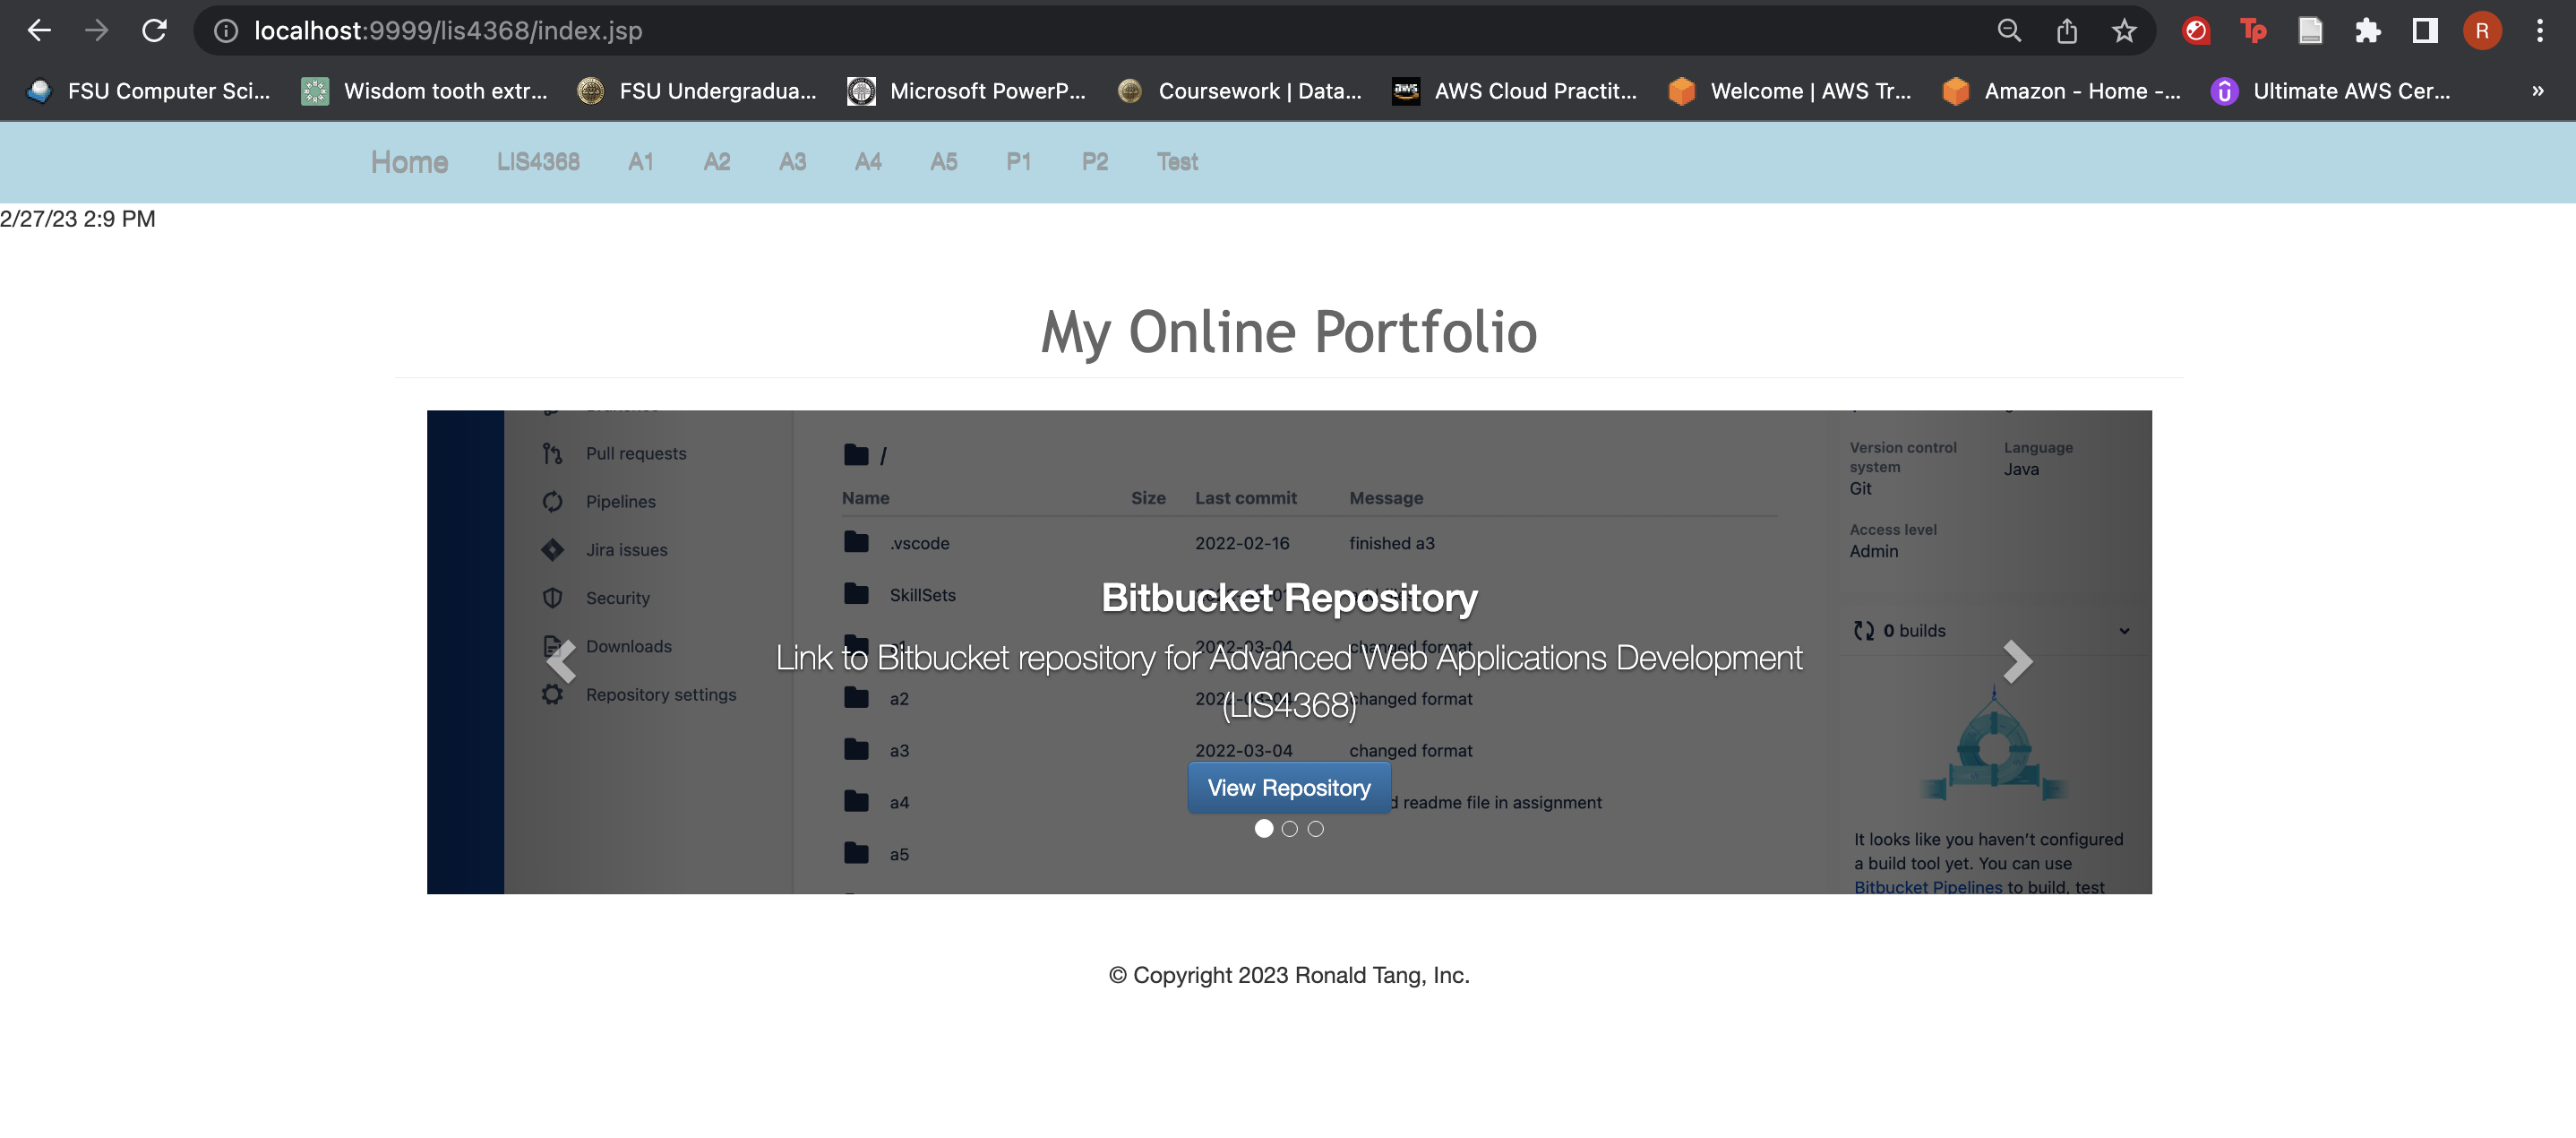 localhost:9999/lis4368/index.jsp
Tp
R
FSU Computer Sci...
Wisdom tooth extr...
FSU Undergradua...
Microsoft PowerP...
Coursework | Data...
aws
AWS Cloud Practit...
Welcome | AWS Tr...
Amazon - Home -...
Ultimate AWS Cer...
»
Home LIS4368 A1 A2 A3 A4 A5 P1 P2 Test
2/27/23 2:9 PM
My Online Portfolio
Pull requests
Pipelines
Jira issues
Security
Downloads
Repository settings
/
Name Size Last commit Message
.vscode 2022-02-16 finished a3
SkillSets
2022-03-04 changed format
a2 changed format
a3 2022-03-04 changed format
a4 readme file in assignment
a5
Bitbucket Repository
Link to Bitbucket repository for Advanced Web Applications Development
(LIS4368)
View Repository
Version control
system
Git
Language
Java
Access level
Admin
0 builds
It looks like you haven't configured
a build tool yet. You can use
Bitbucket Pipelines to build, test
© Copyright 2023 Ronald Tang, Inc.